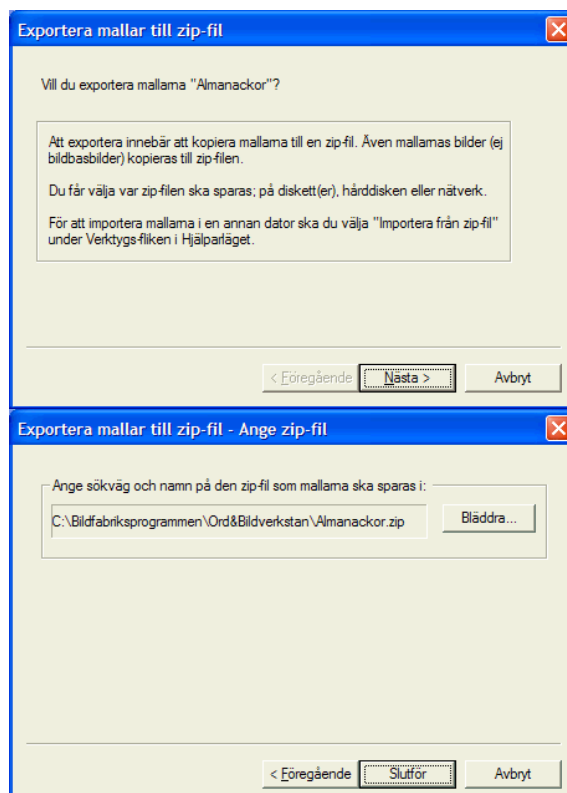 Exportera mallar till zip-fil
Vill du exportera mallarna "Almanackor"?
Att exportera innebär att kopiera mallarna till en zip-fil. Även mallarnas bilder (ej
bildbasbilder) kopieras till zip-filen.
Du får välja var zip-filen ska sparas; på diskett(er), hårddisken eller nätverk.
För att importera mallarna i en annan dator ska du välja "Importera från zip-fil"
under Verktygs-fliken i Hjälparläget.
< Föregående Nästa > Avbryt
Exportera mallar till zip-fil - Ange zip-fil
Ange sökväg och namn på den zip-fil som mallarna ska sparas i:
C:\Bildfabriksprogrammen\Ord&Bildverkstan\Almanackor.zip Bläddra...
< Föregående Slutför Avbryt